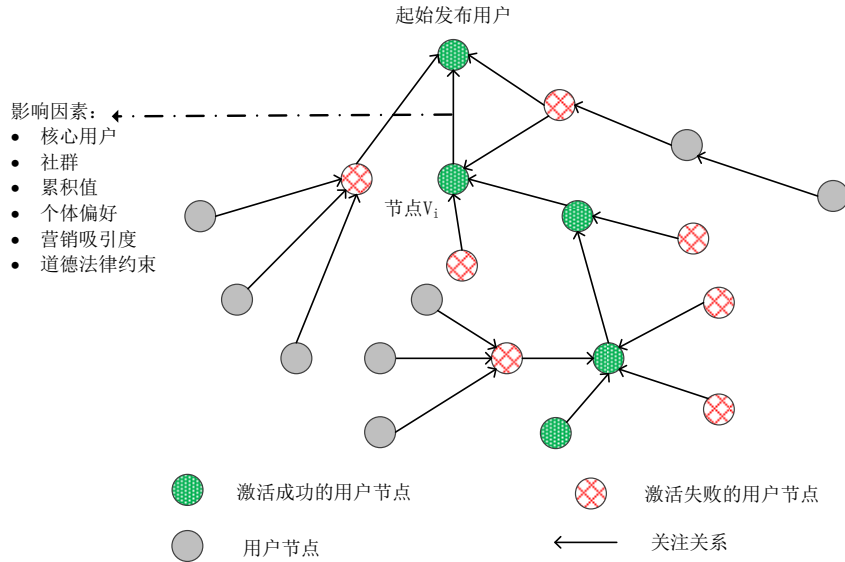 起始发布用户
影响因素：
• 核心用户
• 社群
• 累积值
• 个体偏好
• 营销吸引度
• 道德法律约束
节点Vi
激活成功的用户节点
激活失败的用户节点
用户节点
关注关系